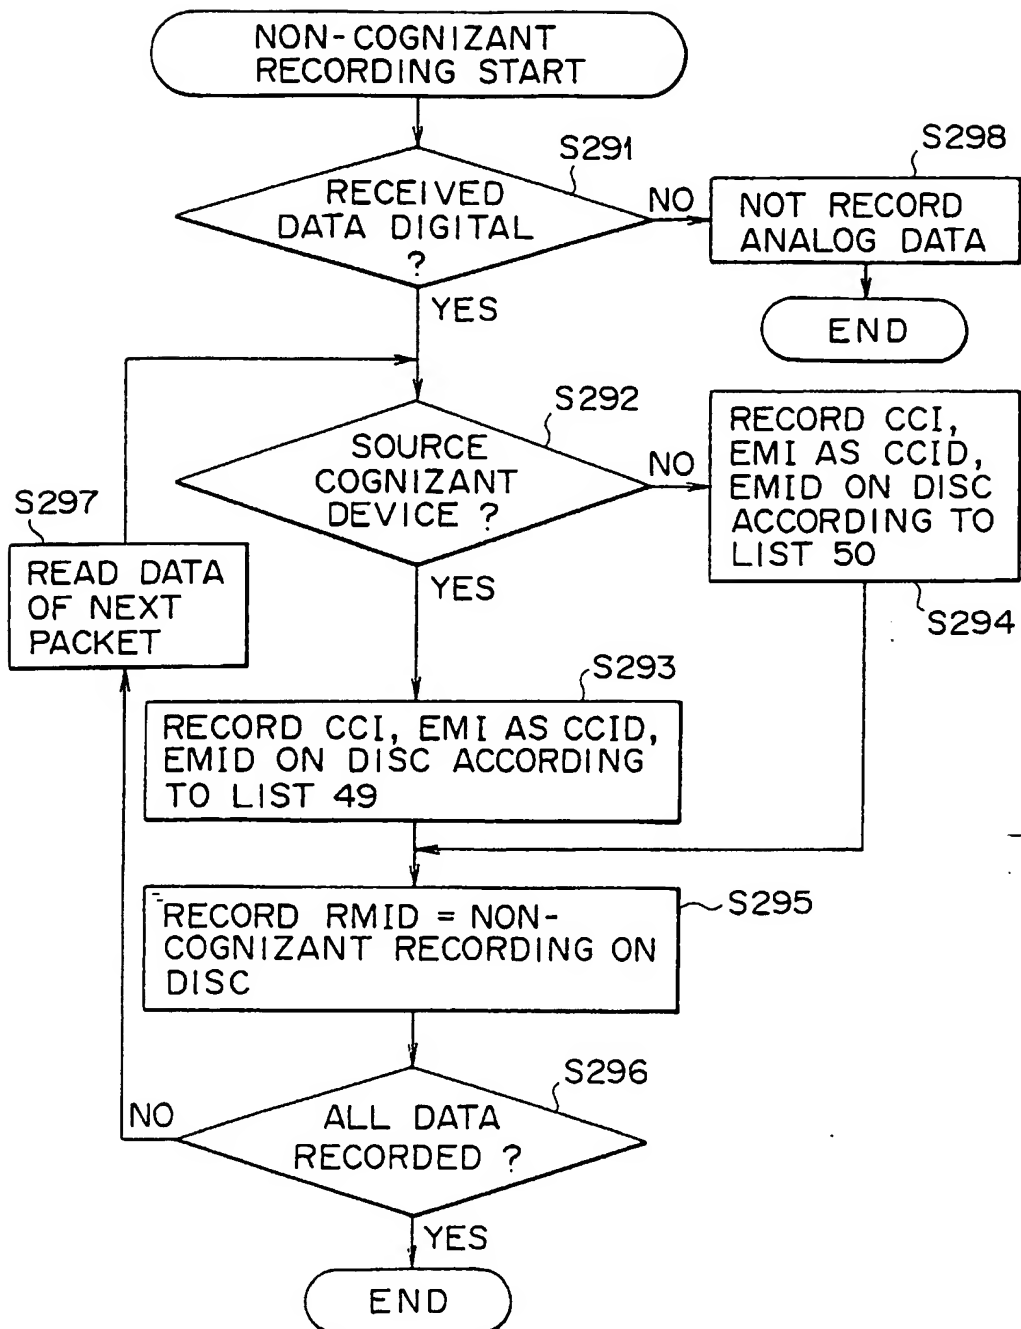 NON-COGNIZANT
RECORDING START
S291
RECEIVED
DATA DIGITAL
?
NO
S298
NOT RECORD
ANALOG DATA
END
YES
S292
SOURCE
COGNIZANT
DEVICE ?
NO
RECORD CCI,
EMI AS CCID,
EMID ON DISC
ACCORDING TO
LIST 50
S294
S297
READ DATA
OF NEXT
PACKET
YES
S293
RECORD CCI, EMI AS CCID,
EMID ON DISC ACCORDING
TO LIST 49
S295
RECORD RMID = NON-
COGNIZANT RECORDING ON
DISC
S296
ALL DATA
RECORDED ?
NO
YES
END